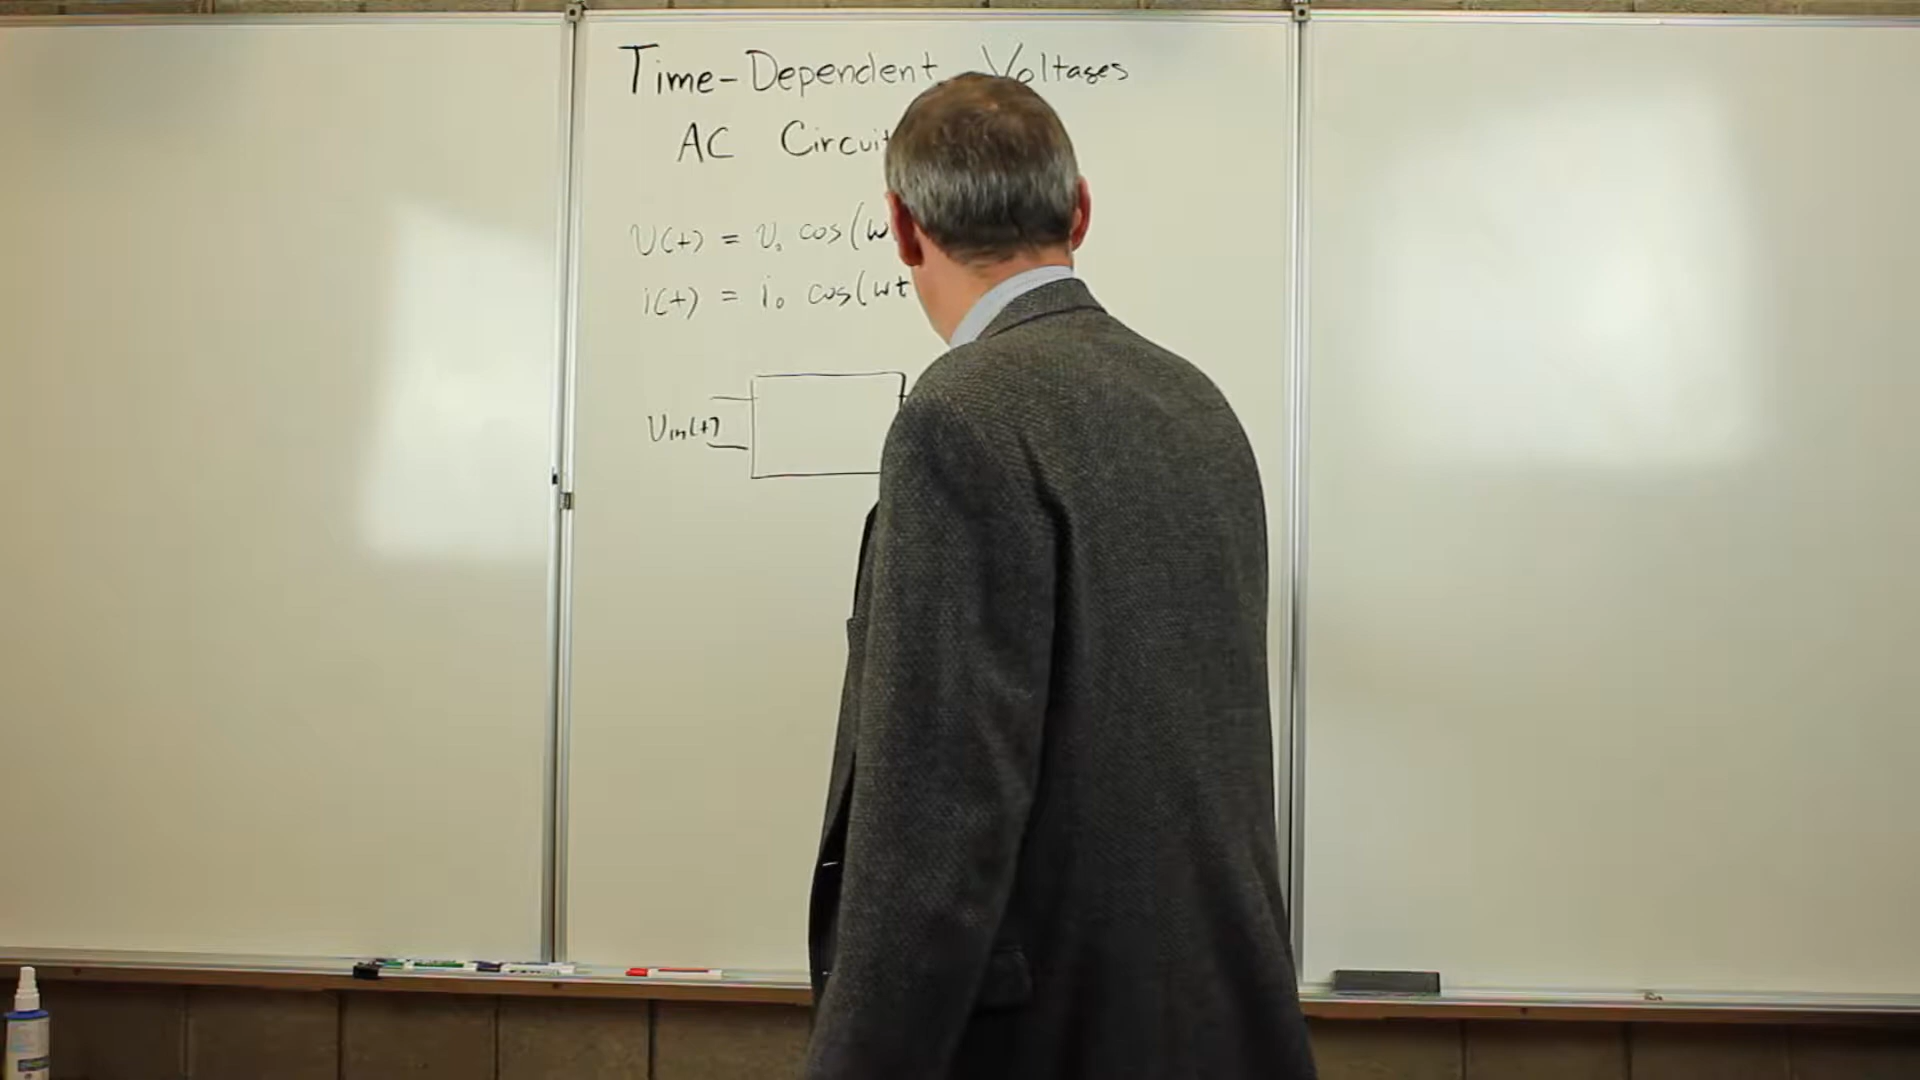 Time-Dependent Voltages
AC Circuit
v(t) = v₀ cos(ω
i(t) = i₀ cos(ωt
Vin(t)